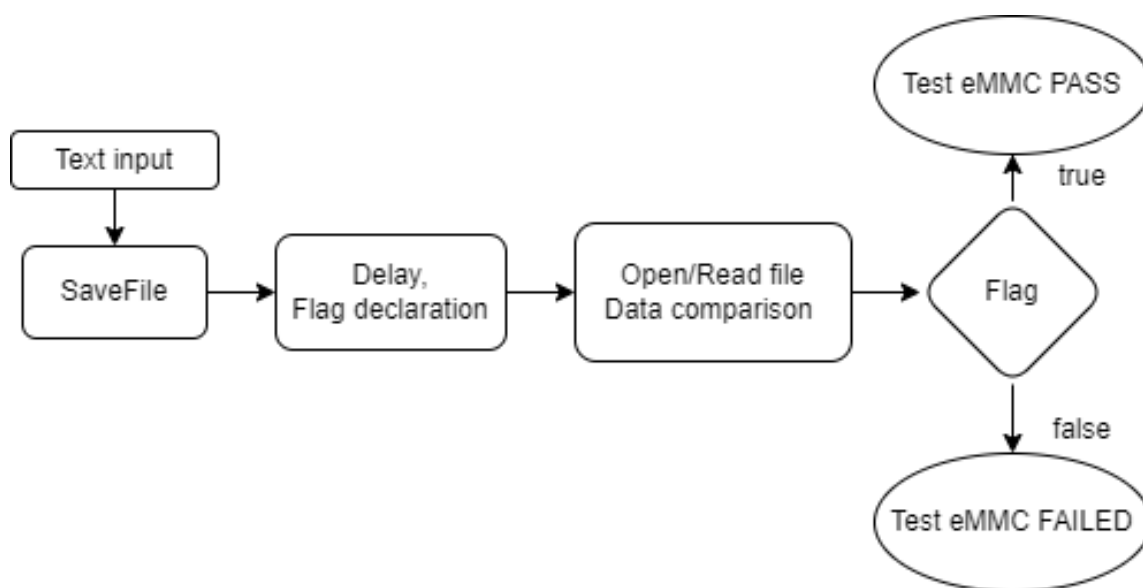 Text input
SaveFile
Delay,
Flag declaration
Open/Read file
Data comparison
Flag
true
Test eMMC PASS
false
Test eMMC FAILED